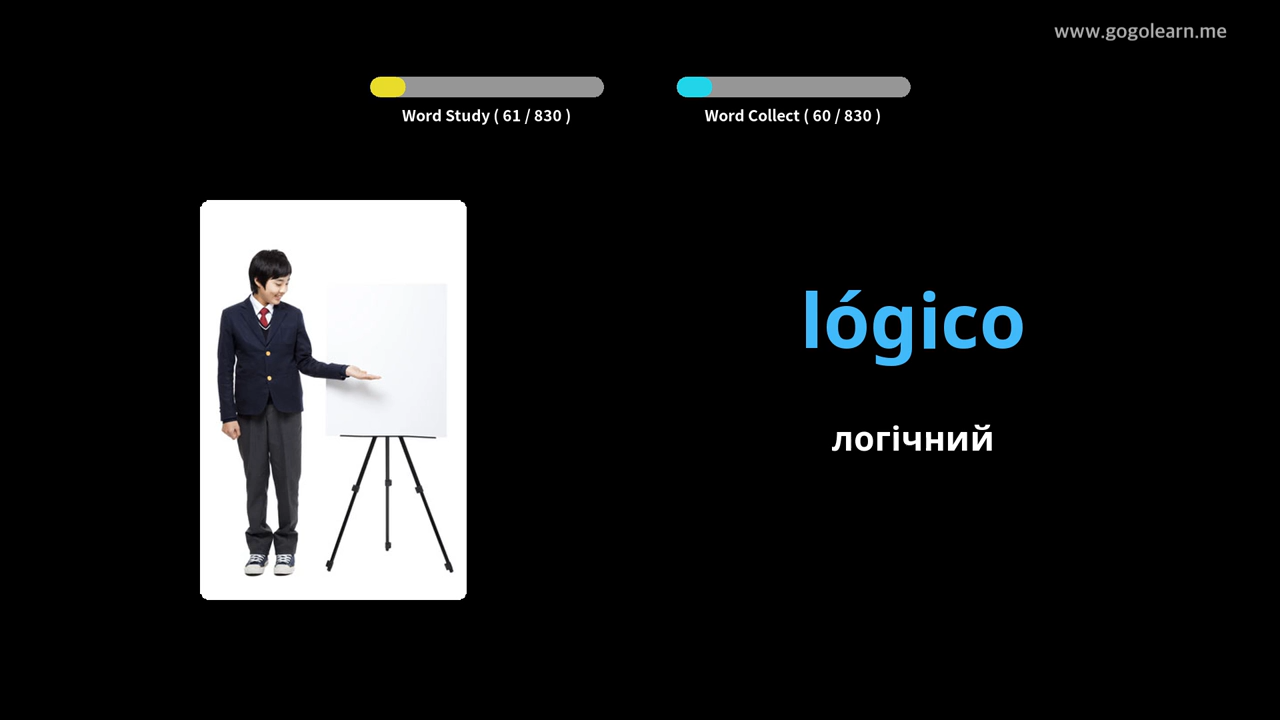 www.gogolearn.me
Word Study ( 61 / 830 )
Word Collect ( 60 / 830 )
lógico
логічний